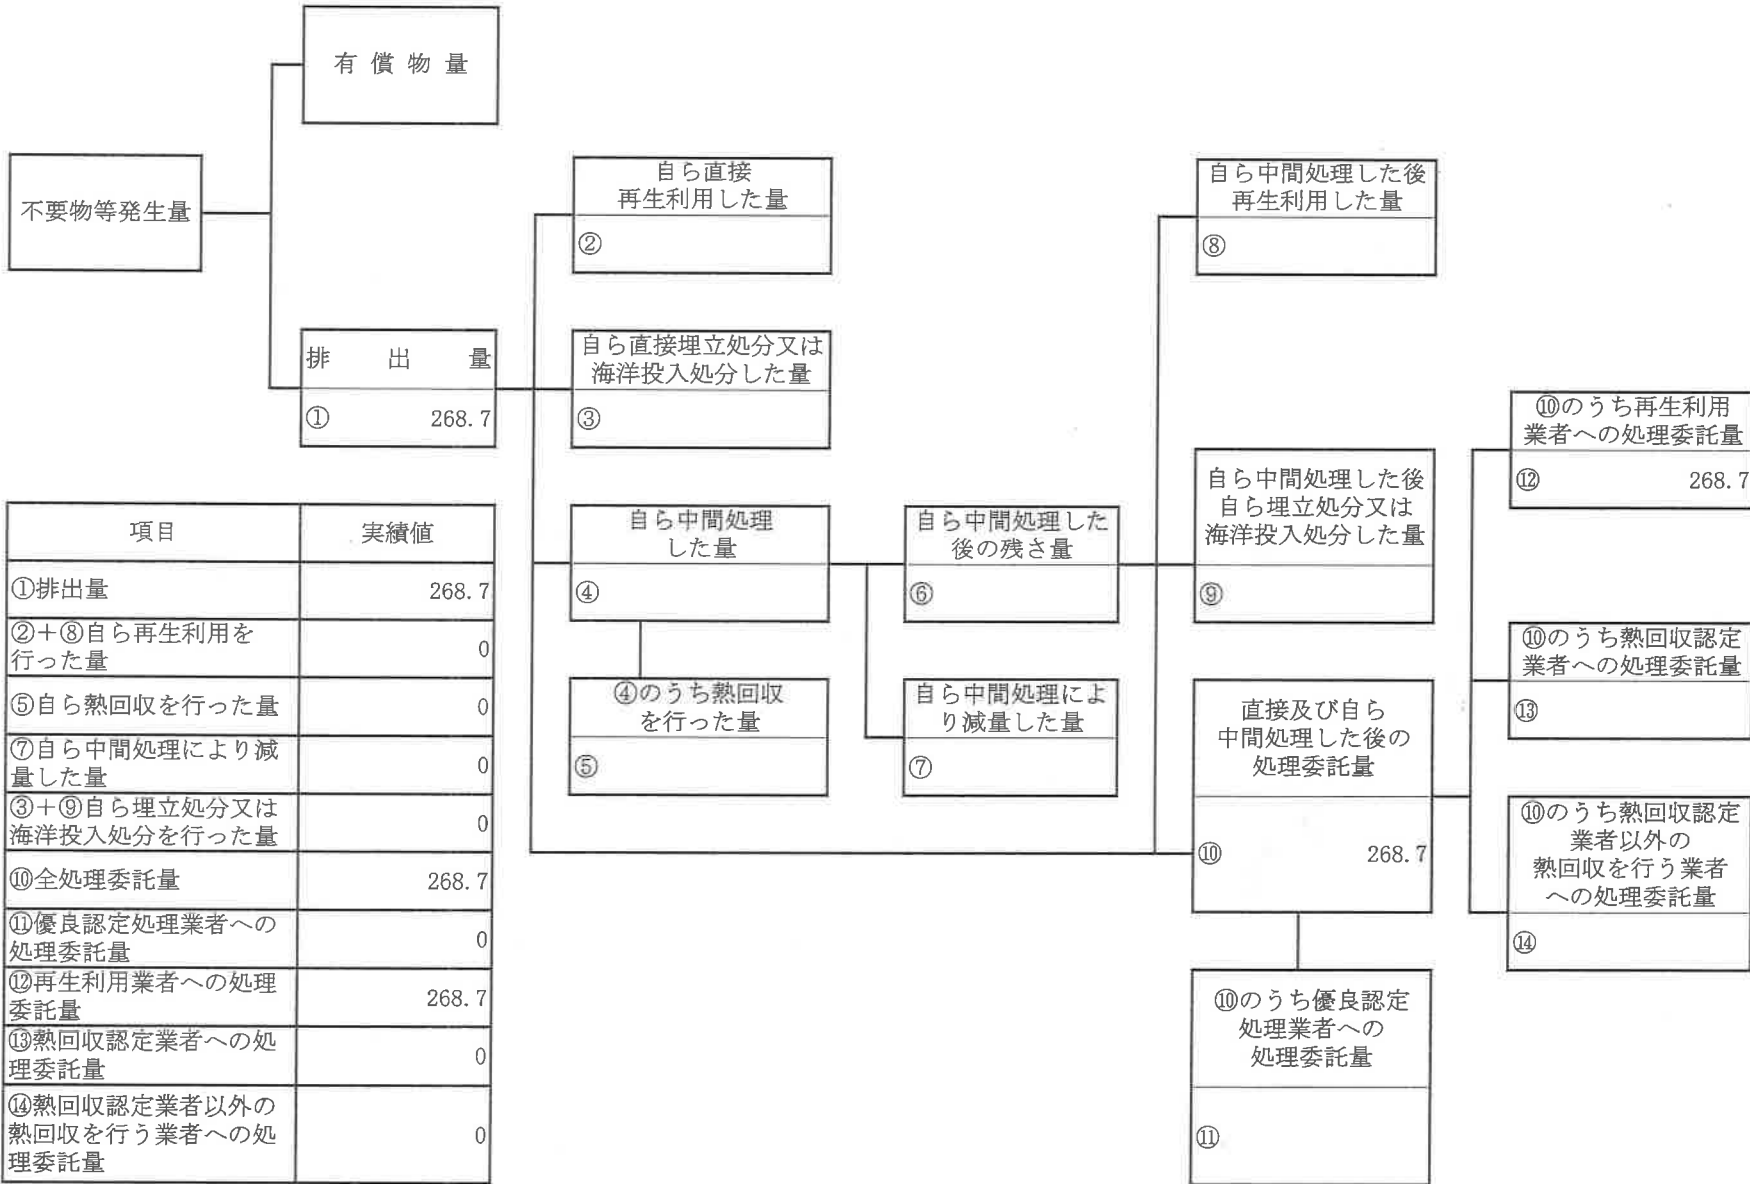 有償物量
不要物等発生量
自ら直接
再生利用した量
②
自ら中間処理した後
再生利用した量
⑧
排出量
① 268.7
自ら直接埋立処分又は
海洋投入処分した量
③
⑩のうち再生利用
業者への処理委託量
⑫ 268.7
自ら中間処理
した量
④
自ら中間処理した
後の残さ量
⑥
自ら中間処理した後
自ら埋立処分又は
海洋投入処分した量
⑨
④のうち熱回収
を行った量
⑤
自ら中間処理によ
り減量した量
⑦
直接及び自ら
中間処理した後の
処理委託量
⑩ 268.7
⑩のうち熱回収認定
業者への処理委託量
⑬
⑩のうち熱回収認定
業者以外の
熱回収を行う業者
への処理委託量
⑭
⑩のうち優良認定
処理業者への
処理委託量
⑪
項目 実績値
①排出量 268.7
②+⑧自ら再生利用を
行った量 0
⑤自ら熱回収を行った量 0
⑦自ら中間処理により減
量した量 0
③+⑨自ら埋立処分又は
海洋投入処分を行った量 0
⑩全処理委託量 268.7
⑪優良認定処理業者への
処理委託量 0
⑫再生利用業者への処理
委託量 268.7
⑬熱回収認定業者への処
理委託量 0
⑭熱回収認定業者以外の
熱回収を行う業者への処
理委託量 0